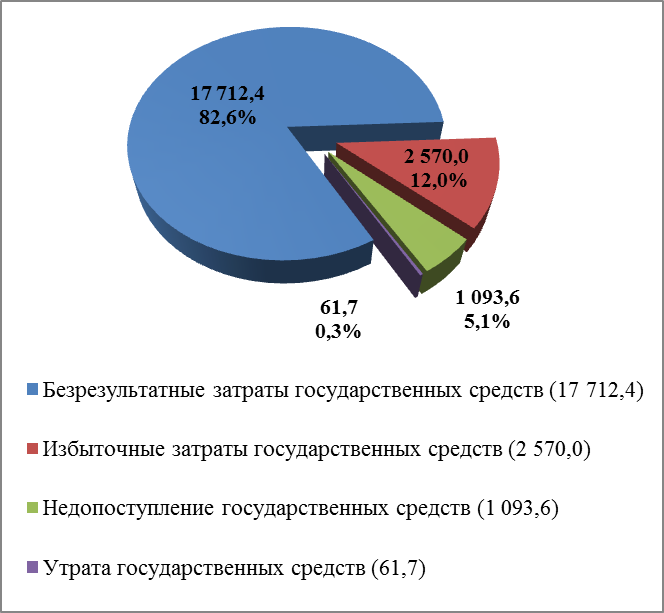 17 712,4
82,6%
2 570,0
12,0%
1 093,6
5,1%
61,7
0,3%
Безрезультатные затраты государственных средств (17 712,4)
Избыточные затраты государственных средств (2 570,0)
Недопоступление государственных средств (1 093,6)
Утрата государственных средств (61,7)